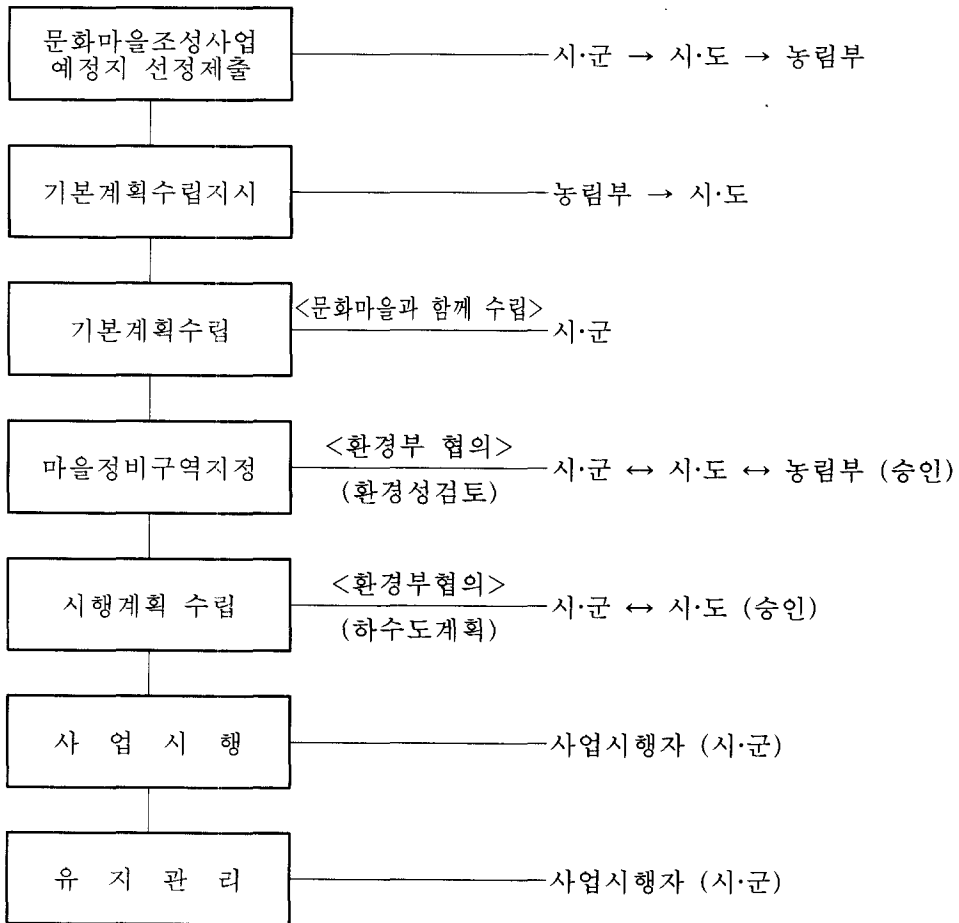 문화마을조성사업
예정지 선정제출
시·군 → 시·도 → 농림부
기본계획수립지시
농림부 → 시·도
기본계획수립
<문화마을과 함께 수립>
시·군
마을정비구역지정
<환경부 협의>
(환경성검토)
시·군 ↔ 시·도 ↔ 농림부 (승인)
시행계획 수립
<환경부협의>
(하수도계획)
시·군 ↔ 시·도 (승인)
사 업 시 행
사업시행자 (시·군)
유 지 관 리
사업시행자 (시·군)